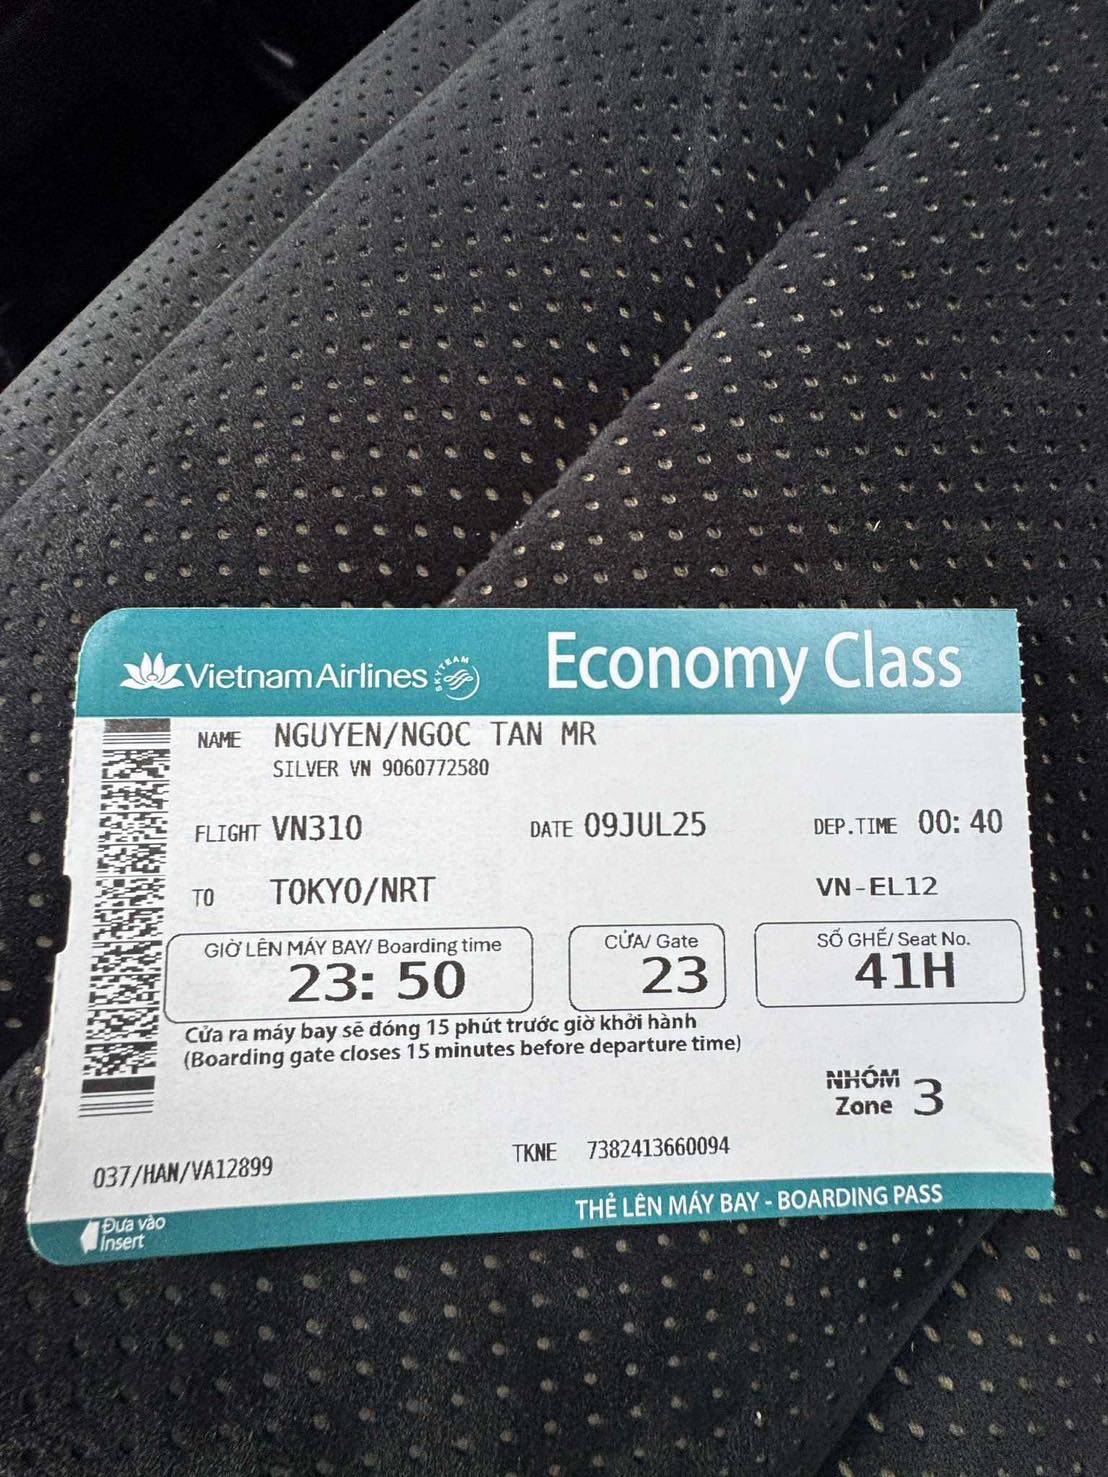 Vietnam Airlines SKYTEAM Economy Class
NAME NGUYEN/NGOC TAN MR
SILVER VN 9060772580
FLIGHT VN310 DATE 09JUL25 DEP.TIME 00: 40
TO TOKYO/NRT VN-EL12
GIỜ LÊN MÁY BAY/ Boarding time CỬA/ Gate SỐ GHẾ/ Seat No.
23: 50 23 41H
Cửa ra máy bay sẽ đóng 15 phút trước giờ khởi hành
(Boarding gate closes 15 minutes before departure time)
NHÓM
Zone 3
037/HAN/VA12899 TKNE 7382413660094
Đưa vào
Insert
THẺ LÊN MÁY BAY - BOARDING PASS